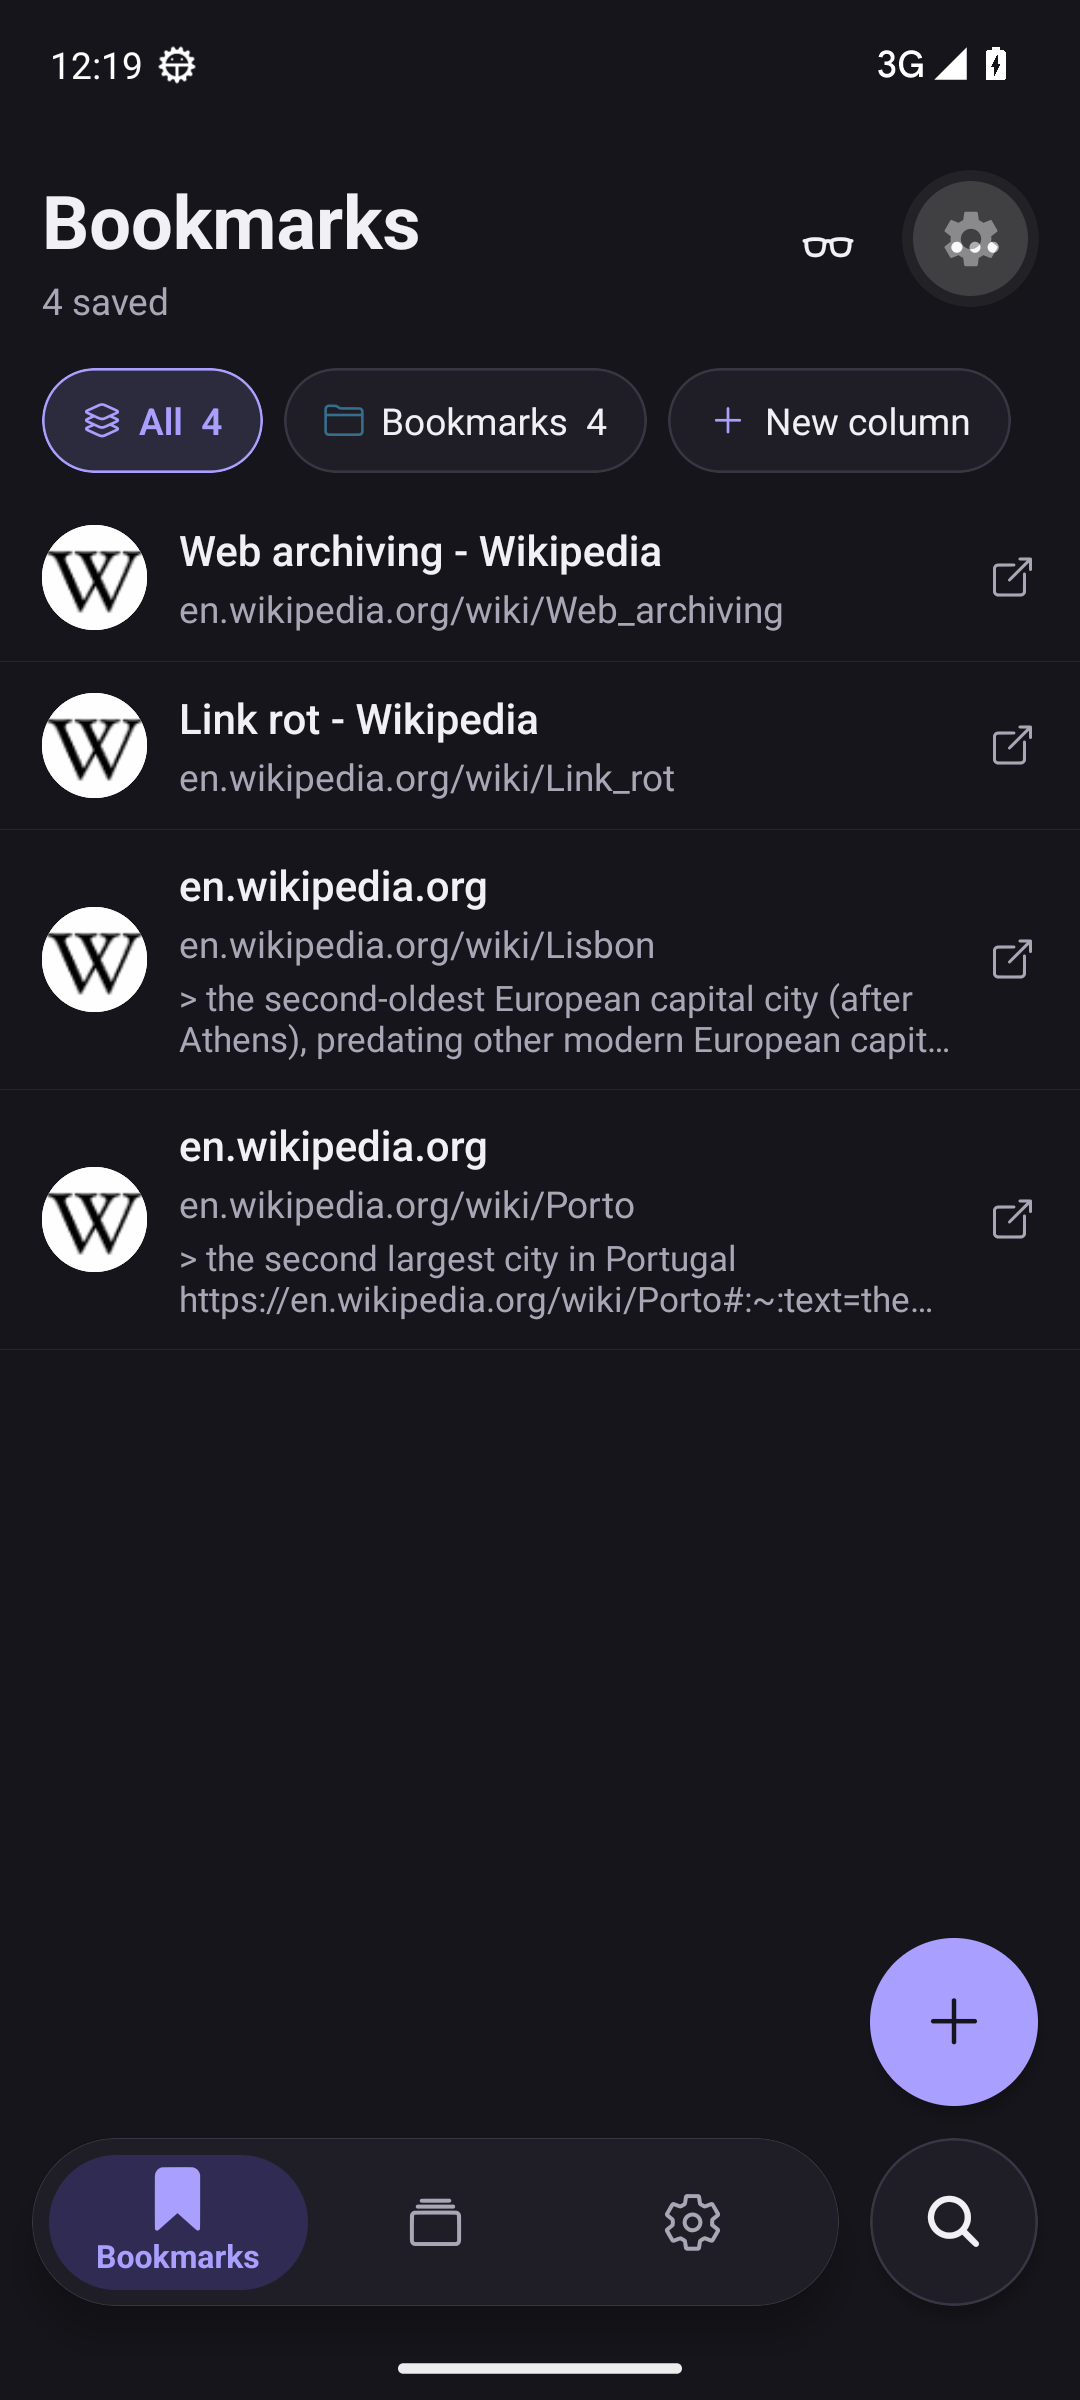 12:19
3G
Bookmarks
4 saved
All 4
Bookmarks 4
New column
Web archiving - Wikipedia
en.wikipedia.org/wiki/Web_archiving
Link rot - Wikipedia
en.wikipedia.org/wiki/Link_rot
en.wikipedia.org
en.wikipedia.org/wiki/Lisbon
> the second-oldest European capital city (after
Athens), predating other modern European capit...
en.wikipedia.org
en.wikipedia.org/wiki/Porto
> the second largest city in Portugal
https://en.wikipedia.org/wiki/Porto#:~:text=the...
Bookmarks